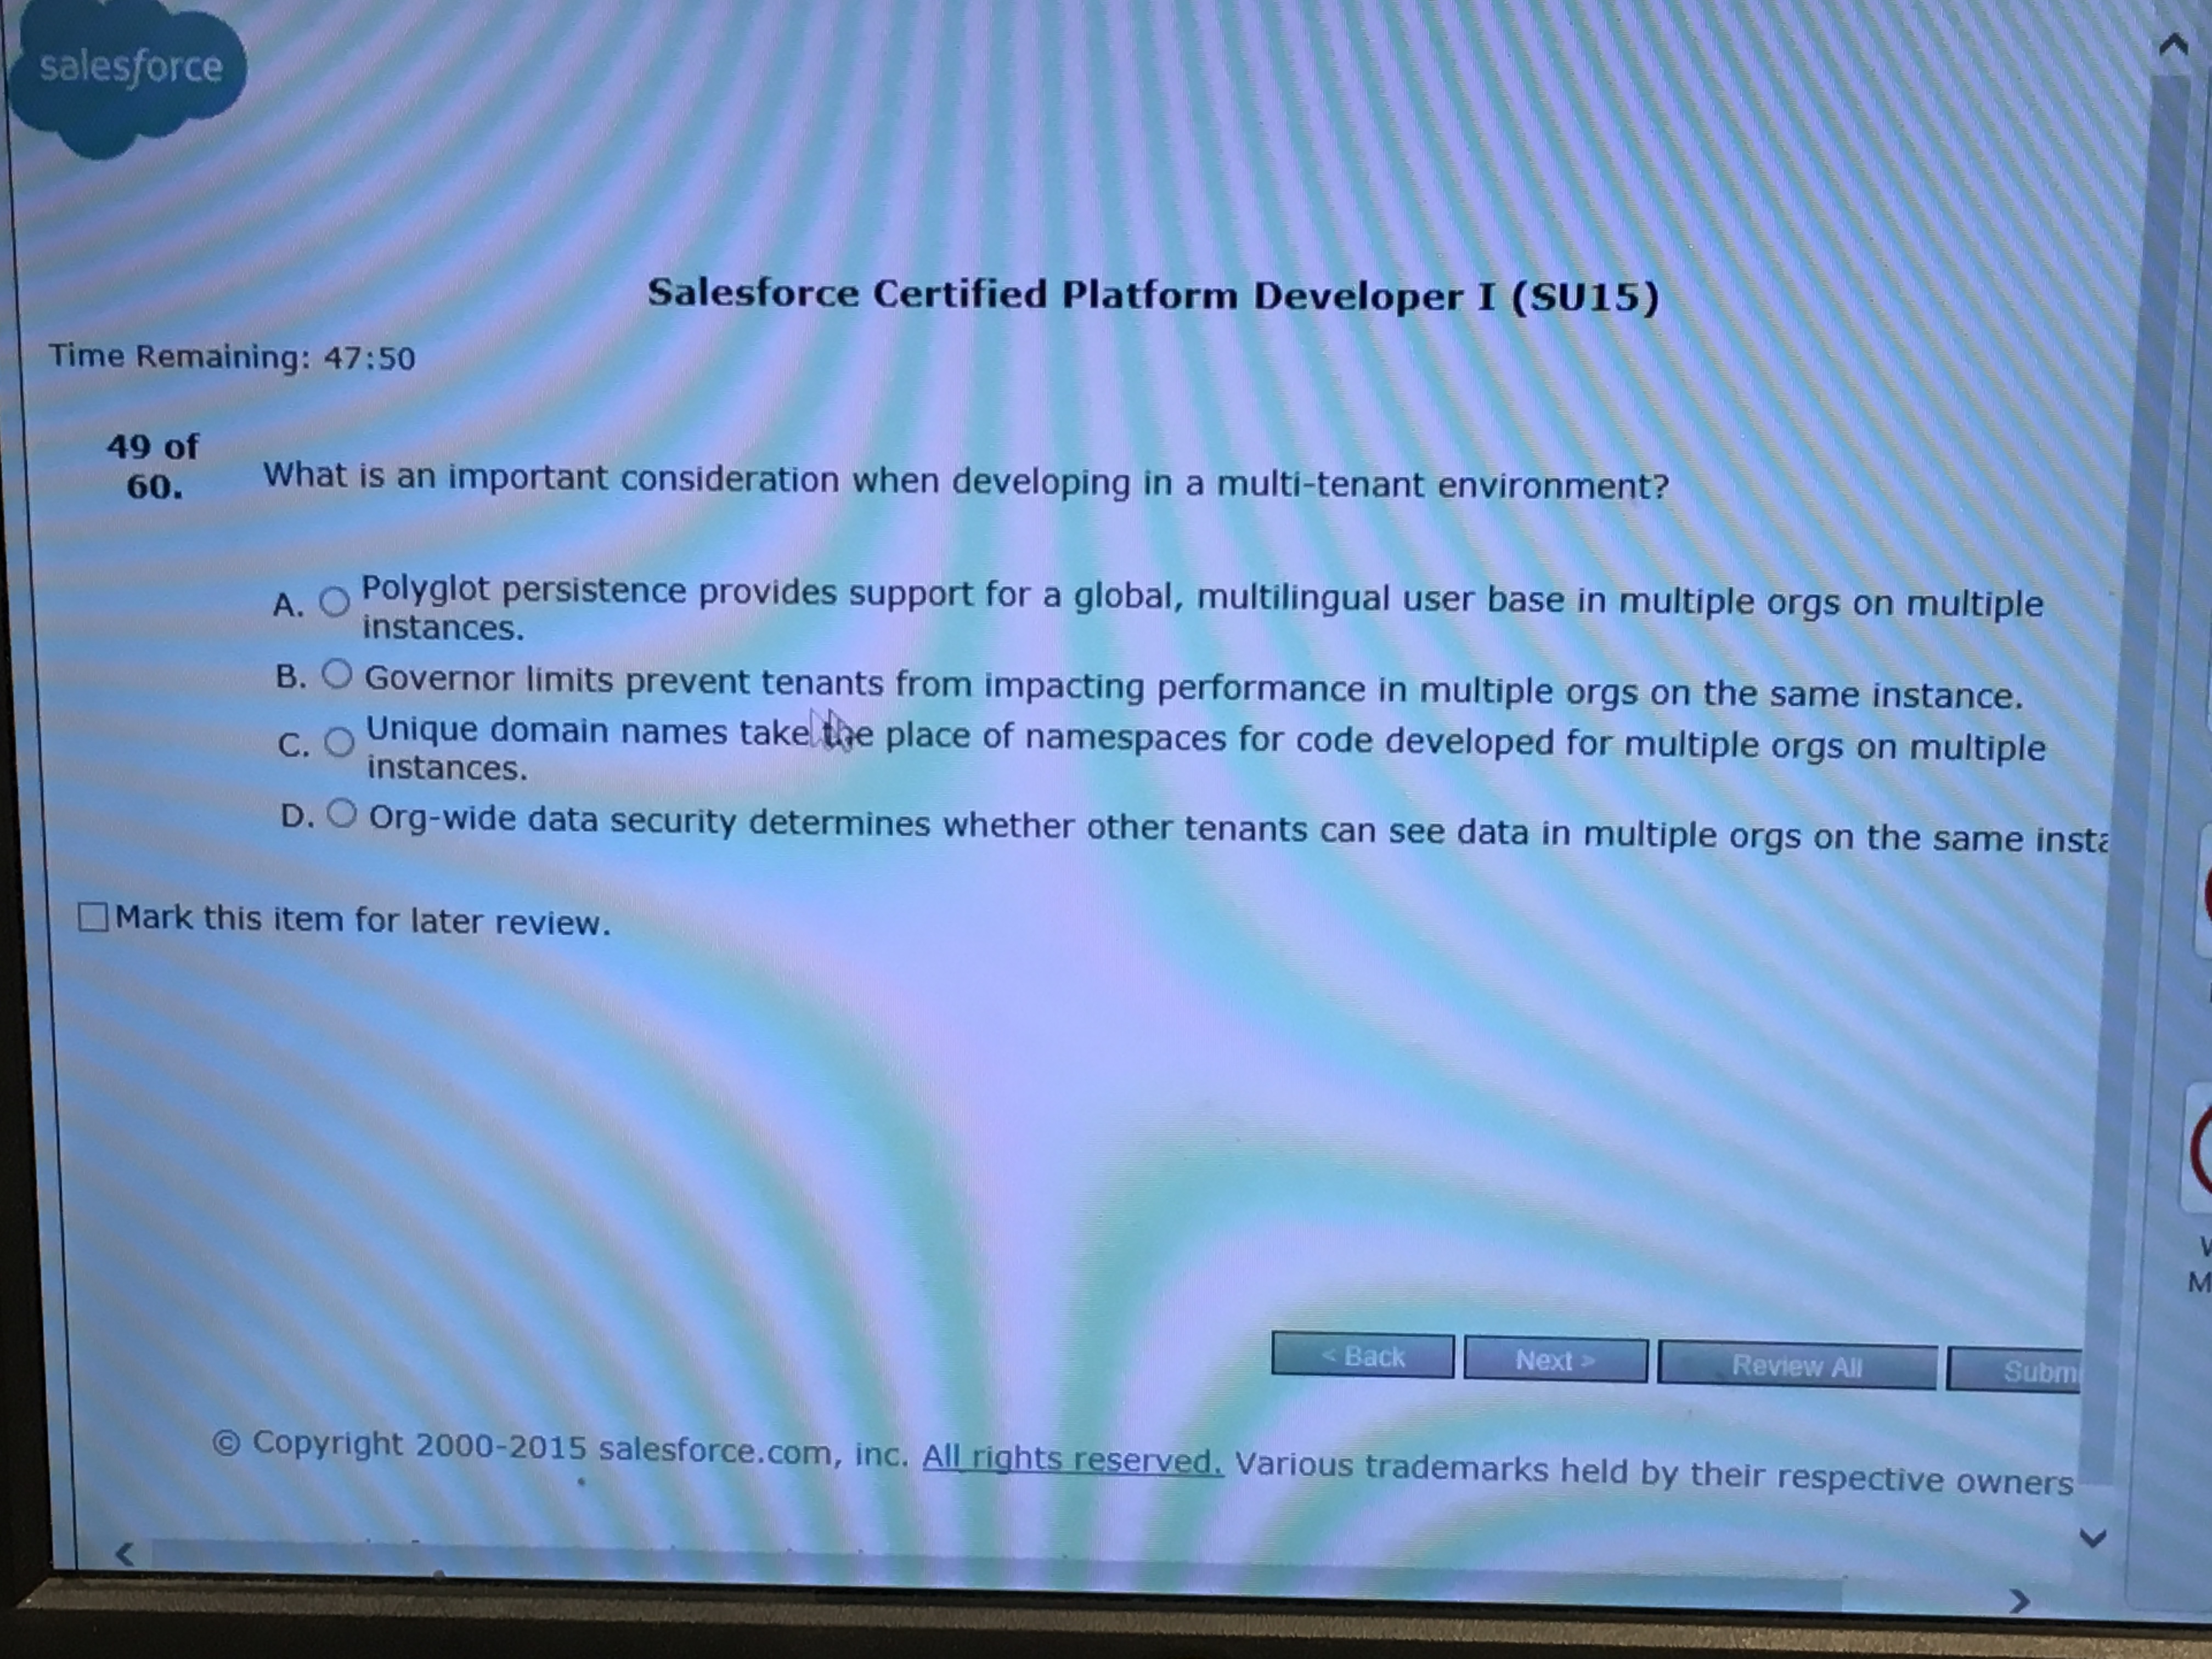 salesforce
Salesforce Certified Platform Developer I (SU15)
Time Remaining: 47:50
49 of
60.
What is an important consideration when developing in a multi-tenant environment?
A. Polyglot persistence provides support for a global, multilingual user base in multiple orgs on multiple
instances.
B. Governor limits prevent tenants from impacting performance in multiple orgs on the same instance.
C. Unique domain names take the place of namespaces for code developed for multiple orgs on multiple
instances.
D. Org-wide data security determines whether other tenants can see data in multiple orgs on the same insta
Mark this item for later review.
< Back
Next >
Review All
Subm
© Copyright 2000-2015 salesforce.com, inc. All rights reserved. Various trademarks held by their respective owners